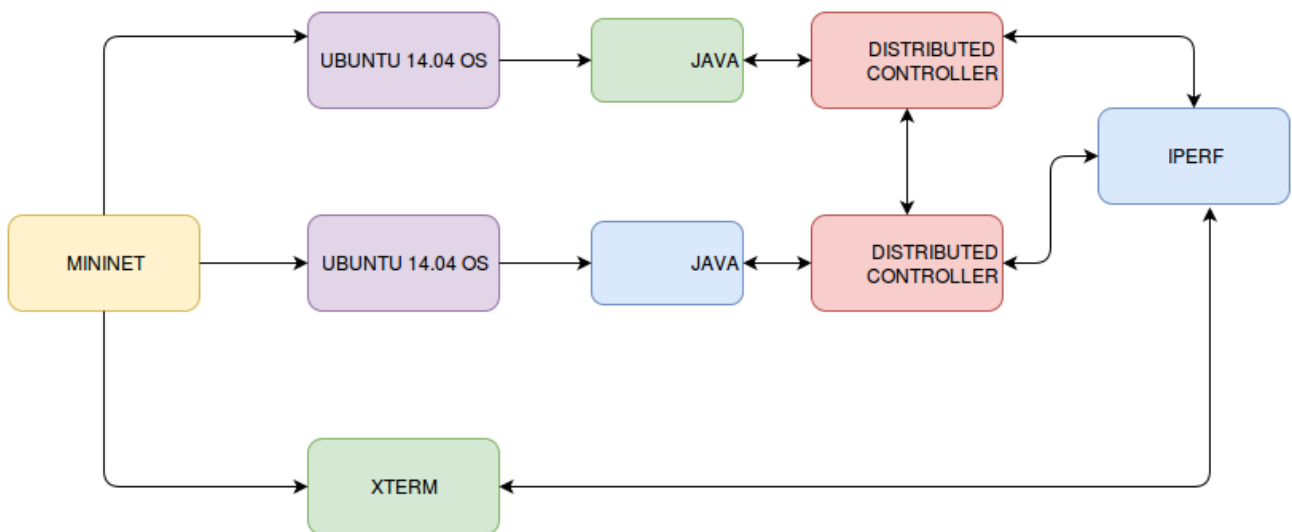 UBUNTU 14.04 OS
JAVA
DISTRIBUTED
CONTROLLER
IPERF
MININET
UBUNTU 14.04 OS
JAVA
DISTRIBUTED
CONTROLLER
XTERM